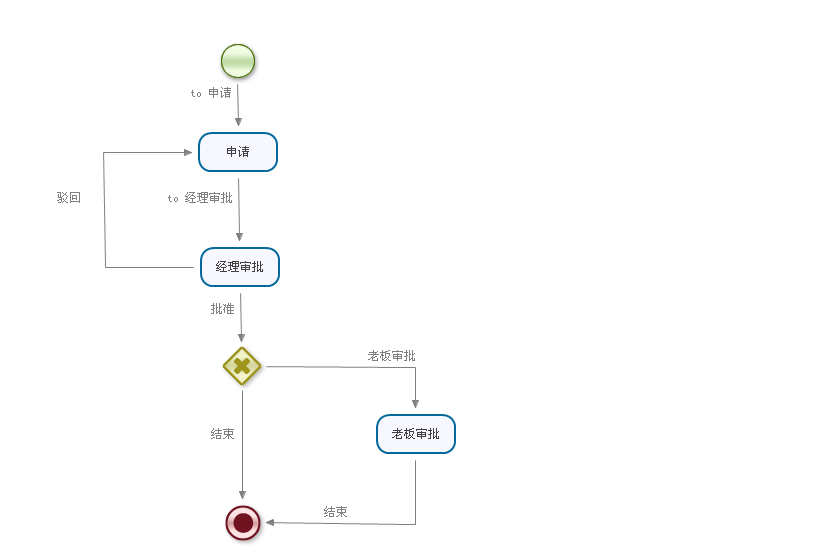 to 申请
申请
驳回
to 经理审批
经理审批
批准
老板审批
结束
老板审批
结束